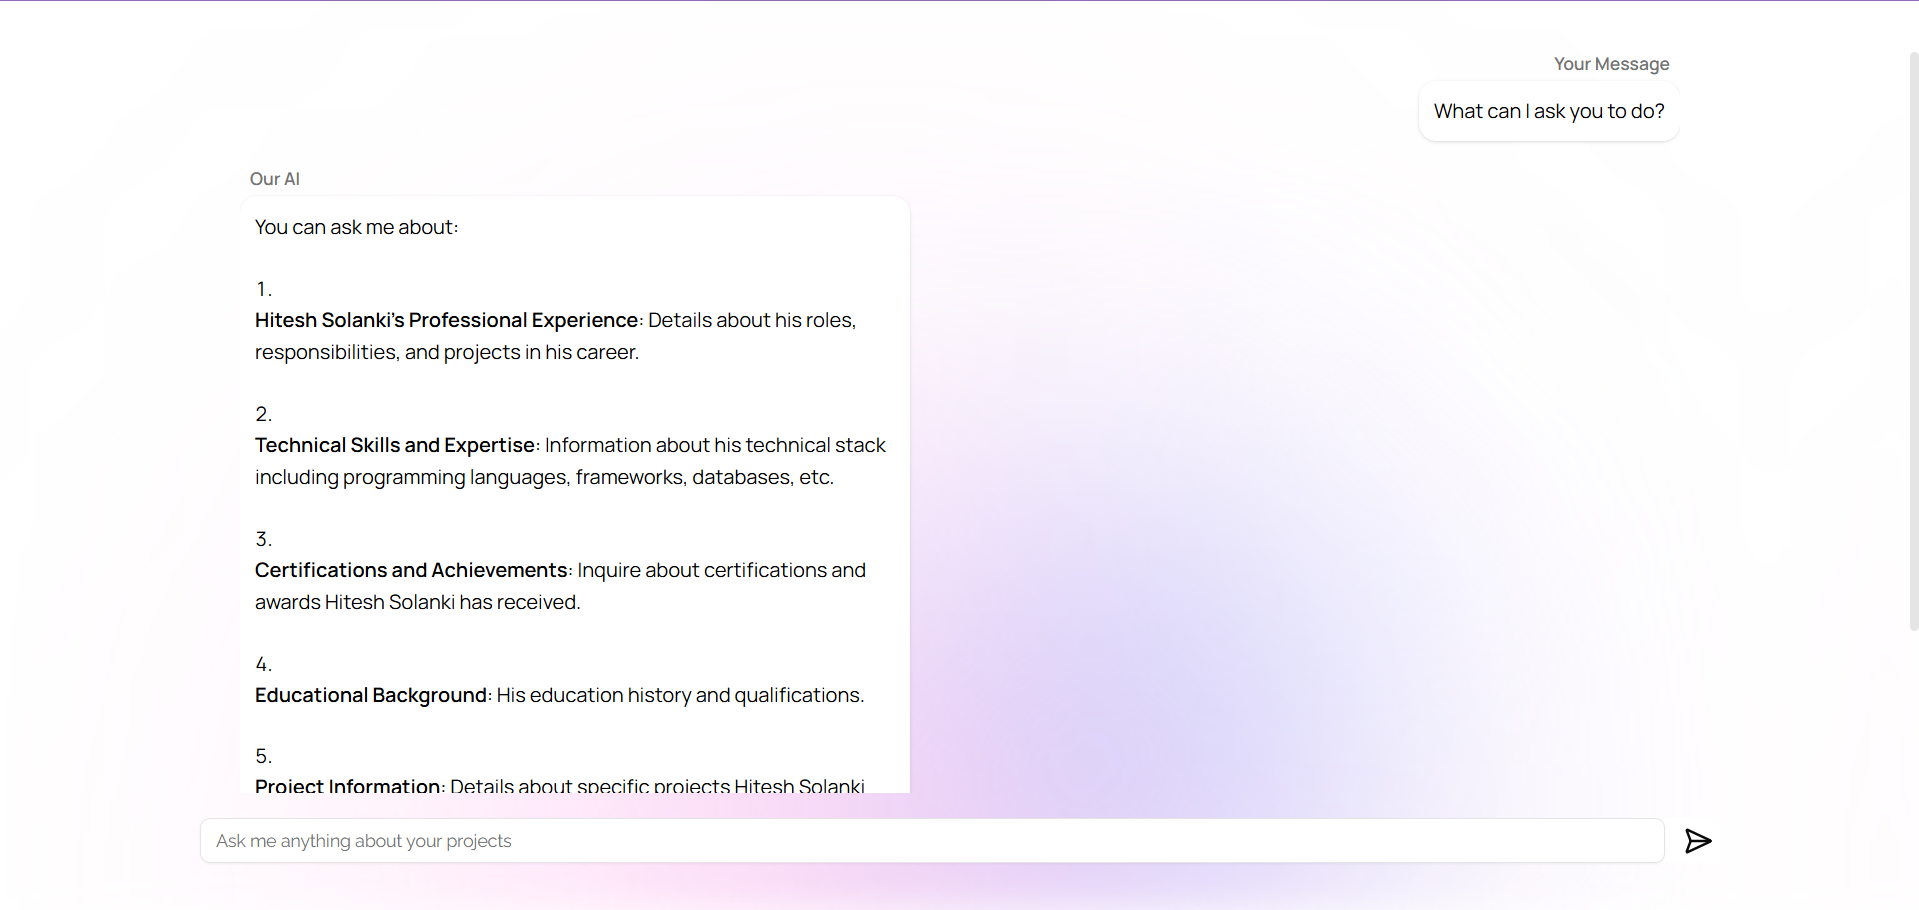 Your Message
What can I ask you to do?
Our AI
You can ask me about:
1.
Hitesh Solanki's Professional Experience: Details about his roles,
responsibilities, and projects in his career.
2.
Technical Skills and Expertise: Information about his technical stack
including programming languages, frameworks, databases, etc.
3.
Certifications and Achievements: Inquire about certifications and
awards Hitesh Solanki has received.
4.
Educational Background: His education history and qualifications.
5.
Project Information: Details about specific projects Hitesh Solanki
Ask me anything about your projects